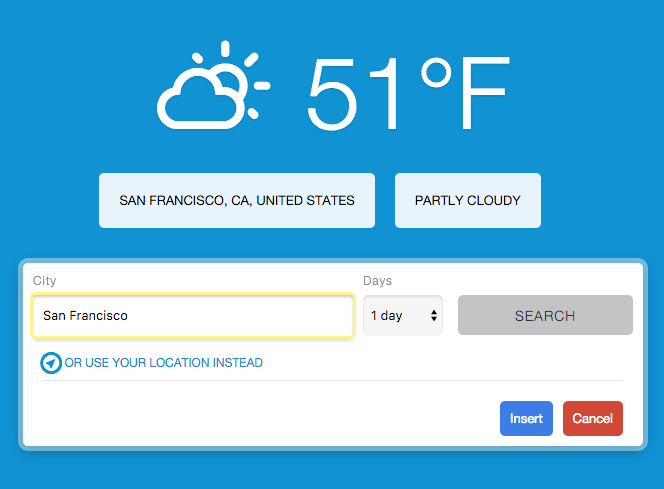 51°F
SAN FRANCISCO, CA, UNITED STATES
PARTLY CLOUDY
City
Days
San Francisco
1 day
SEARCH
OR USE YOUR LOCATION INSTEAD
Insert
Cancel